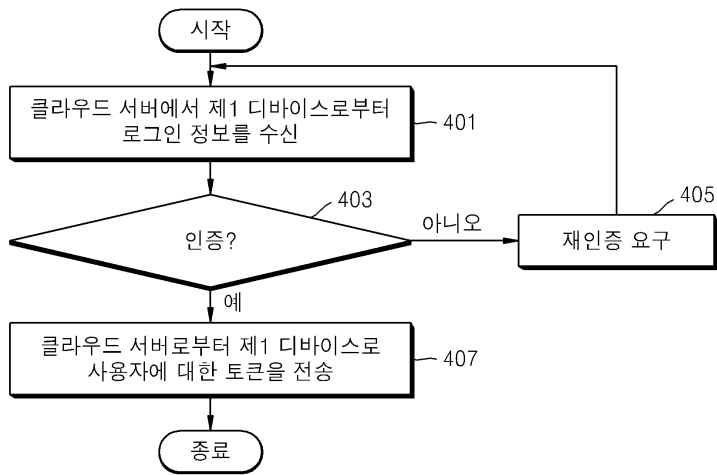 시작
클라우드 서버에서 제1 디바이스로부터
로그인 정보를 수신
401
403
인증?
아니오
405
재인증 요구
예
클라우드 서버로부터 제1 디바이스로
사용자에 대한 토큰을 전송
407
종료